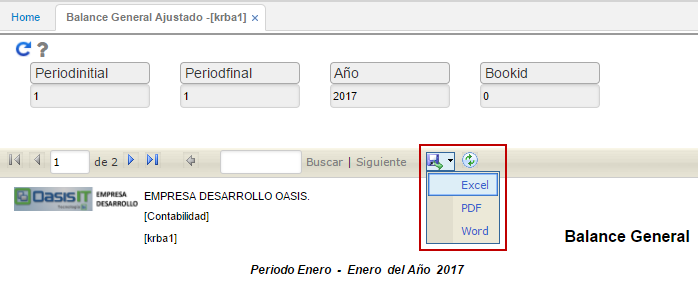 Home Balance General Ajustado -[krba1] ×
?
Periodinitial Periodfinal Año Bookid
1 1 2017 0
1 de 2 Buscar | Siguiente
Excel
PDF
Word
OasisIT EMPRESA DESARROLLO EMPRESA DESARROLLO OASIS.
[Contabilidad]
[krba1]
Balance General
Periodo Enero - Enero del Año 2017